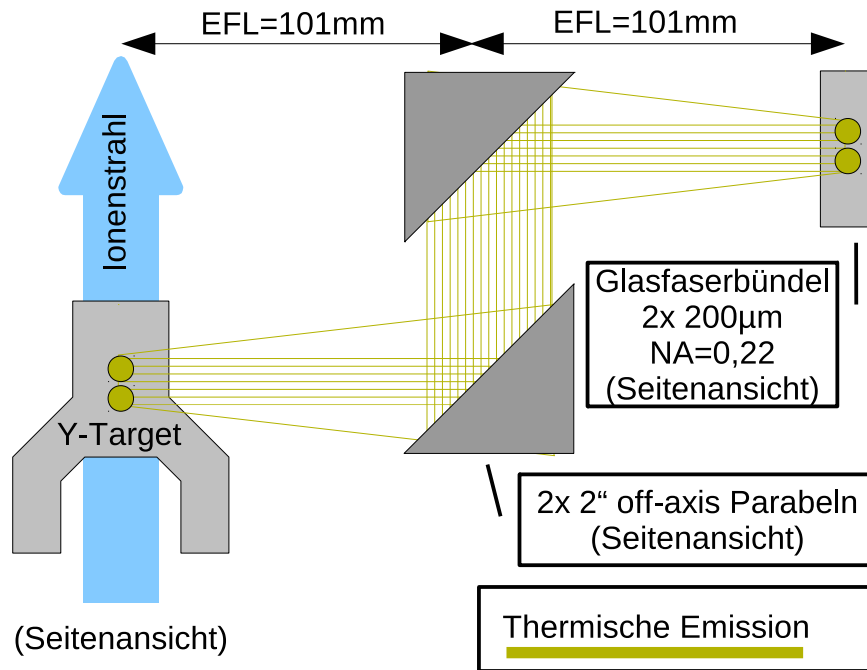 EFL=101mm
EFL=101mm
Ionenstrahl
Glasfaserbündel
2x 200µm
NA=0,22
(Seitenansicht)
Y-Target
2x 2“ off-axis Parabeln
(Seitenansicht)
(Seitenansicht)
Thermische Emission